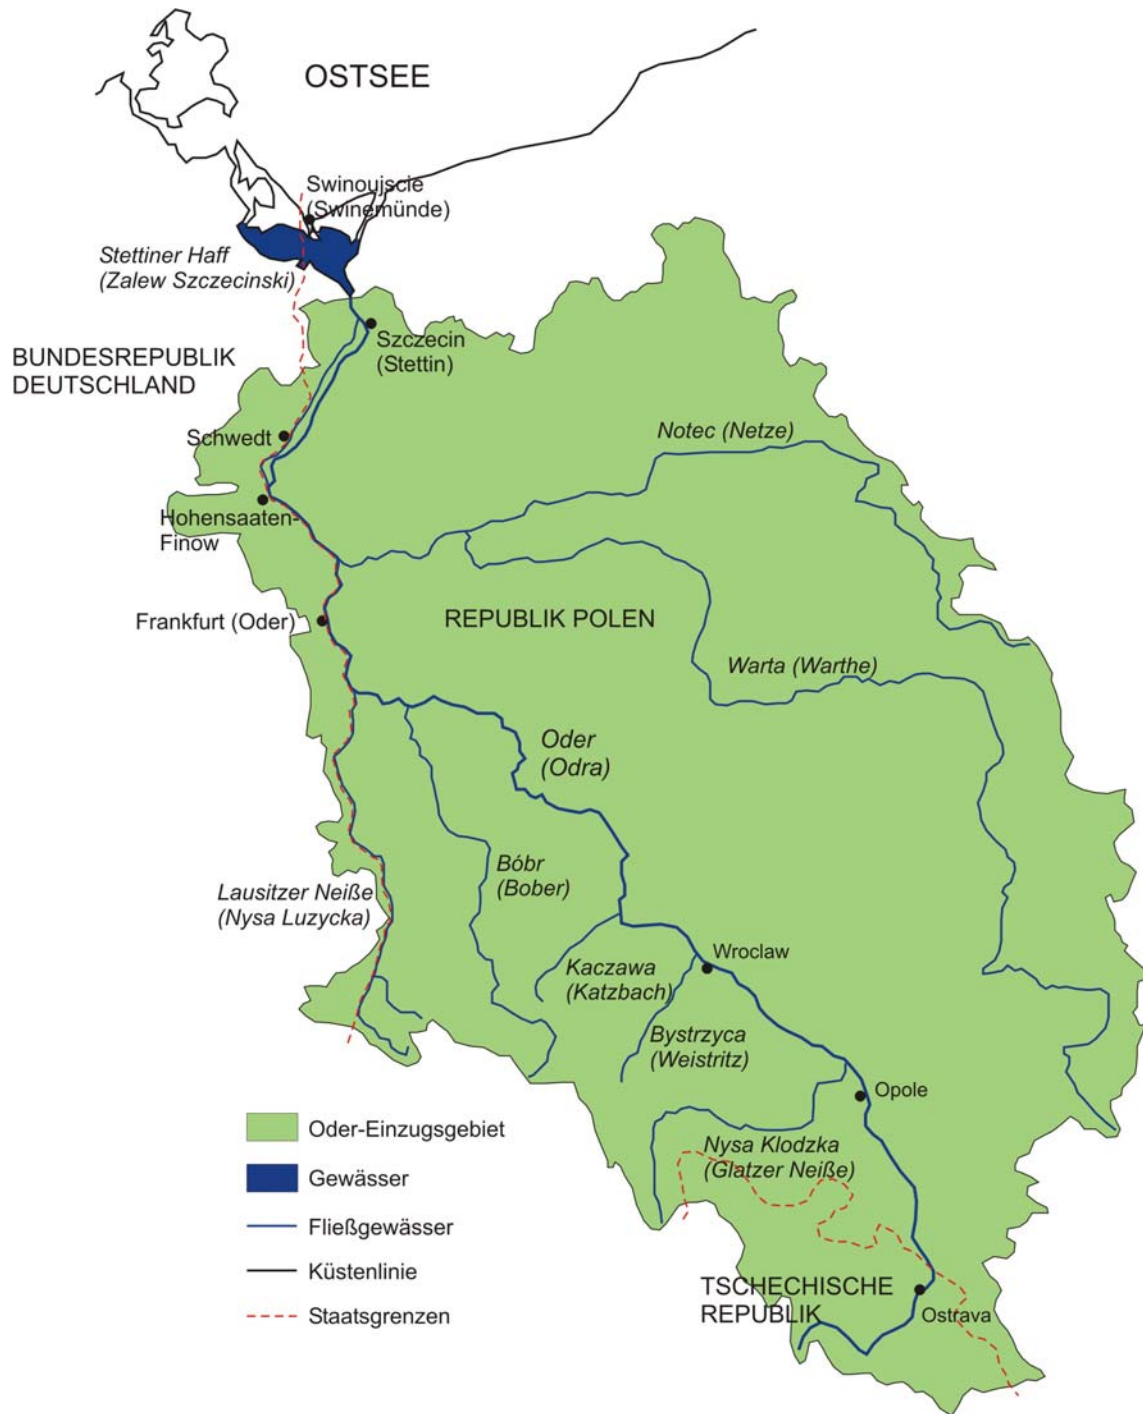 OSTSEE
Swinoujscie
(Swinemünde)
Stettiner Haff
(Zalew Szczecinski)
Szczecin
(Stettin)
BUNDESREPUBLIK
DEUTSCHLAND
Schwedt
Notec (Netze)
Hohensaaten-
Finow
Frankfurt (Oder)
REPUBLIK POLEN
Warta (Warthe)
Oder
(Odra)
Bóbr
(Bober)
Lausitzer Neiße
(Nysa Luzycka)
Kaczawa
(Katzbach)
Wroclaw
Bystrzyca
(Weistritz)
Opole
Nysa Klodzka
(Glatzer Neiße)
TSCHECHISCHE
REPUBLIK
Ostrava
Oder-Einzugsgebiet
Gewässer
Fließgewässer
Küstenlinie
Staatsgrenzen